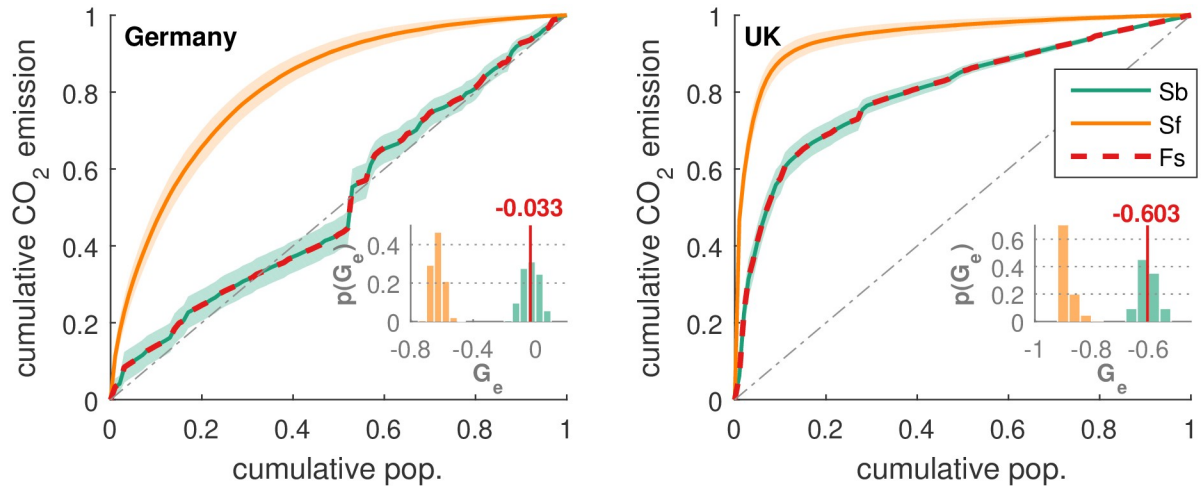 Germany
cumulative CO2 emission
1
0.8
0.6
0.4
0.2
0
0 0.2 0.4 0.6 0.8 1
cumulative pop.
-0.033
p(Ge)
0.4
0.2
0
-0.8 -0.4 0
Ge
UK
cumulative CO2 emission
1
0.8
0.6
0.4
0.2
0
0 0.2 0.4 0.6 0.8 1
cumulative pop.
Sb
Sf
Fs
-0.603
p(Ge)
0.6
0.4
0.2
0
-1 -0.8 -0.6
Ge